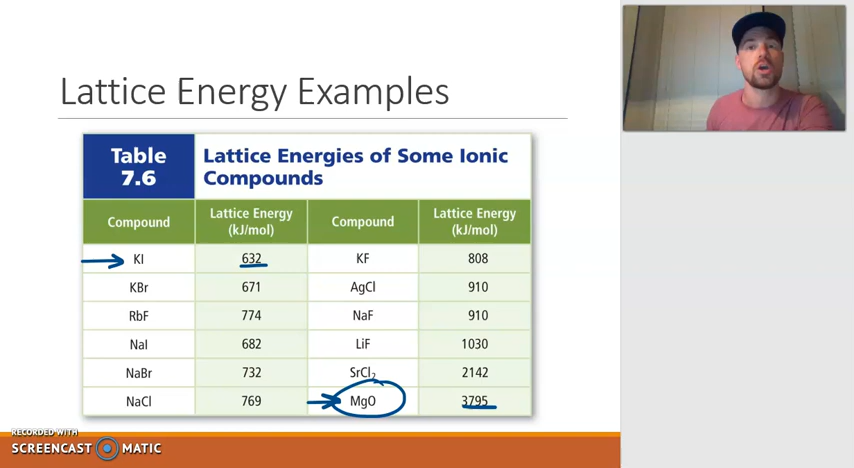 Lattice Energy Examples
Table 7.6
Lattice Energies of Some Ionic
Compounds
Compound
Lattice Energy (kJ/mol)
Compound
Lattice Energy (kJ/mol)
KI 632 KF 808
KBr 671 AgCl 910
RbF 774 NaF 910
NaI 682 LiF 1030
NaBr 732 SrCl₂ 2142
NaCl 769 MgO 3795
RECORDED WITH
SCREENCAST MATIC